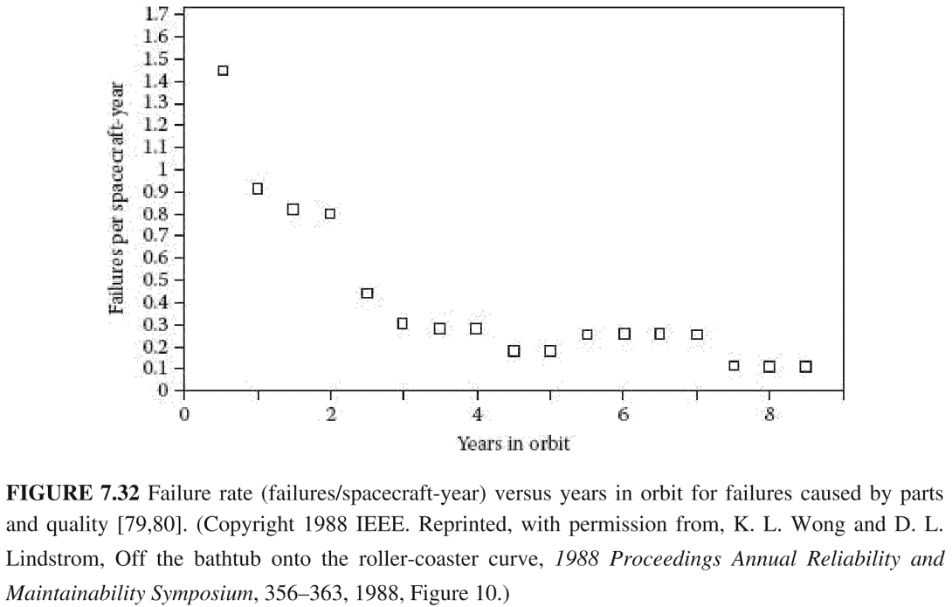 1.7
1.6
1.5
1.4
1.3
1.2
1.1
1
0.9
0.8
0.7
0.6
0.5
0.4
0.3
0.2
0.1
0
Failures per spacecraft-year
0 2 4 6 8
Years in orbit
FIGURE 7.32 Failure rate (failures/spacecraft-year) versus years in orbit for failures caused by parts
and quality [79,80]. (Copyright 1988 IEEE. Reprinted, with permission from, K. L. Wong and D. L.
Lindstrom, Off the bathtub onto the roller-coaster curve, 1988 Proceedings Annual Reliability and
Maintainability Symposium, 356–363, 1988, Figure 10.)